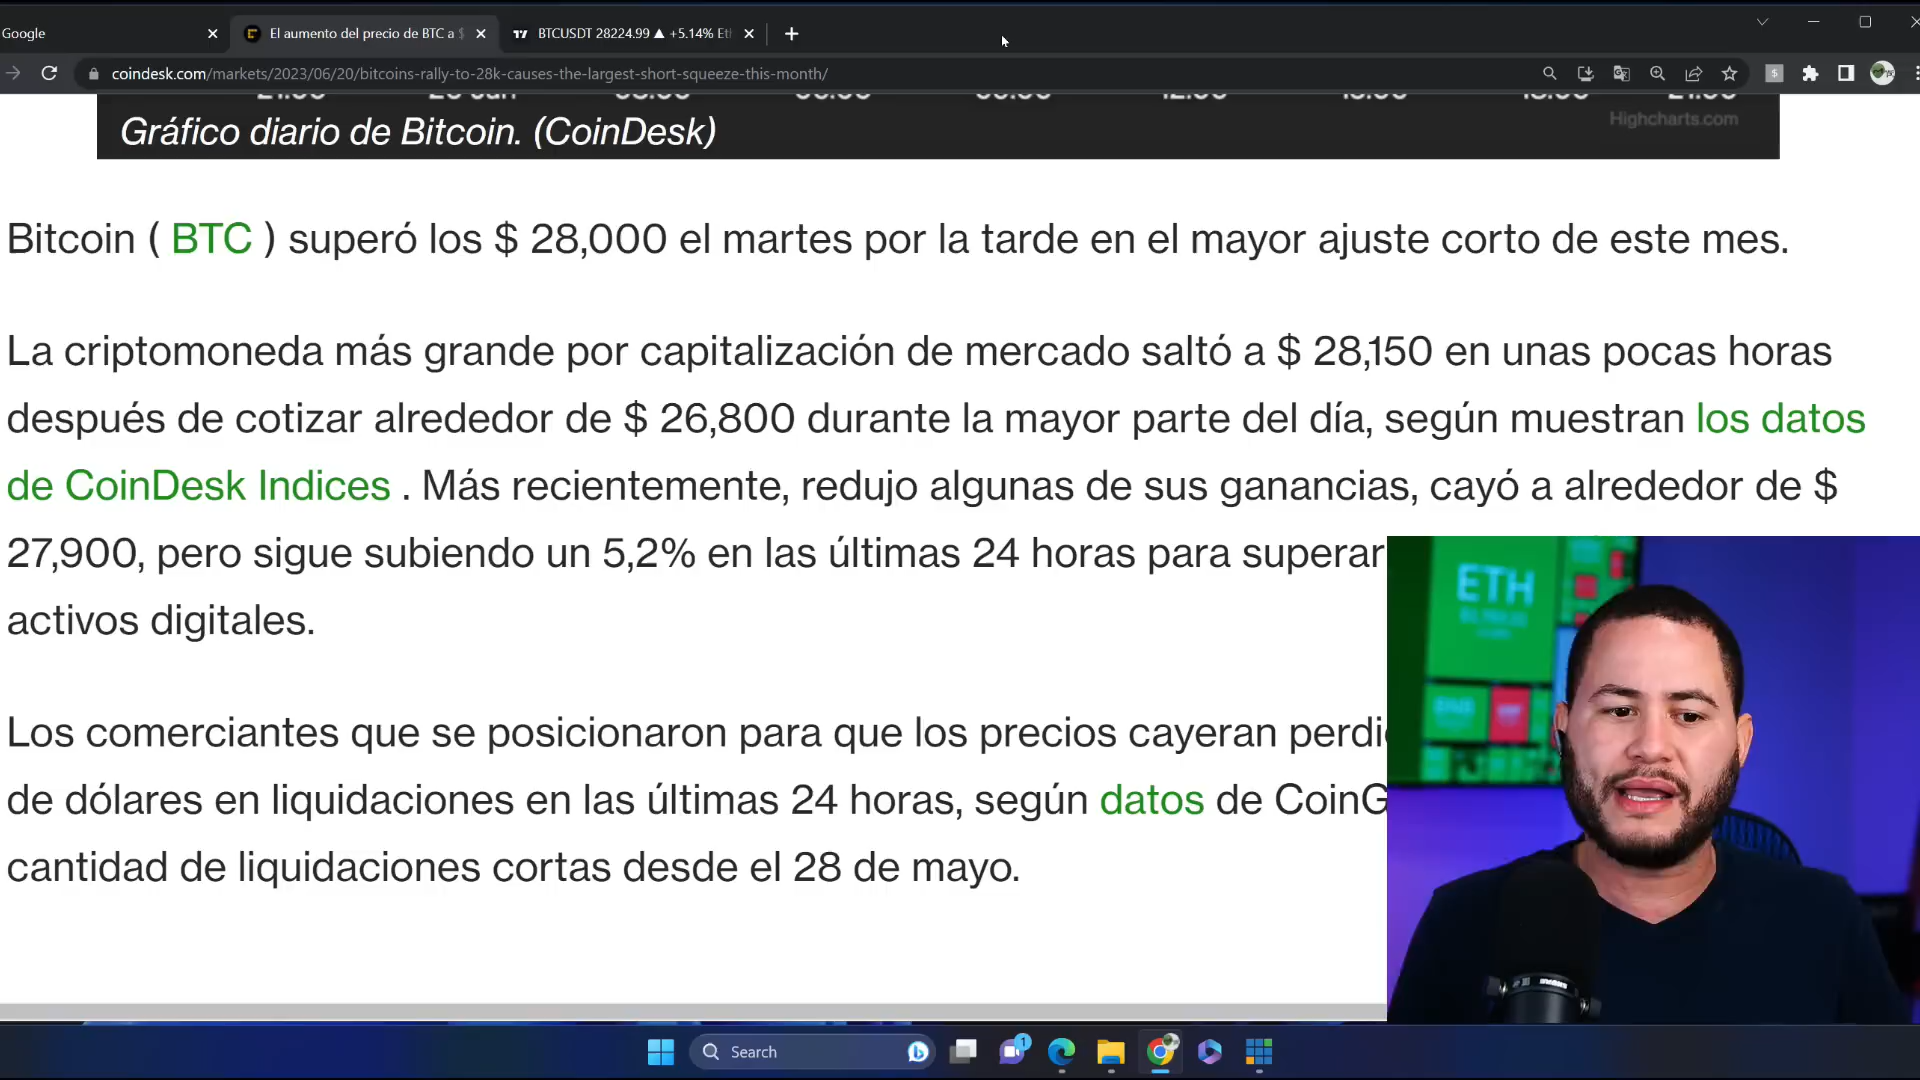 Google
El aumento del precio de BTC a $
BTCUSDT 28224.99 ▲ +5.14% Et
coindesk.com/markets/2023/06/20/bitcoins-rally-to-28k-causes-the-largest-short-squeeze-this-month/
Highcharts.com
Gráfico diario de Bitcoin. (CoinDesk)
Bitcoin ( BTC ) superó los $ 28,000 el martes por la tarde en el mayor ajuste corto de este mes.
La criptomoneda más grande por capitalización de mercado saltó a $ 28,150 en unas pocas horas
después de cotizar alrededor de $ 26,800 durante la mayor parte del día, según muestran los datos
de CoinDesk Indices . Más recientemente, redujo algunas de sus ganancias, cayó a alrededor de $
27,900, pero sigue subiendo un 5,2% en las últimas 24 horas para superar
activos digitales.
Los comerciantes que se posicionaron para que los precios cayeran perdi
de dólares en liquidaciones en las últimas 24 horas, según datos de CoinG
cantidad de liquidaciones cortas desde el 28 de mayo.
ETH
Search
1